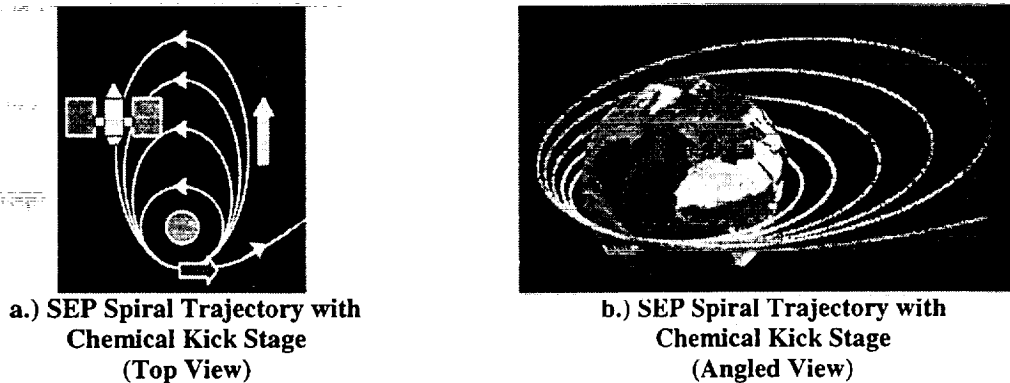 a.) SEP Spiral Trajectory with
Chemical Kick Stage
(Top View)
b.) SEP Spiral Trajectory with
Chemical Kick Stage
(Angled View)